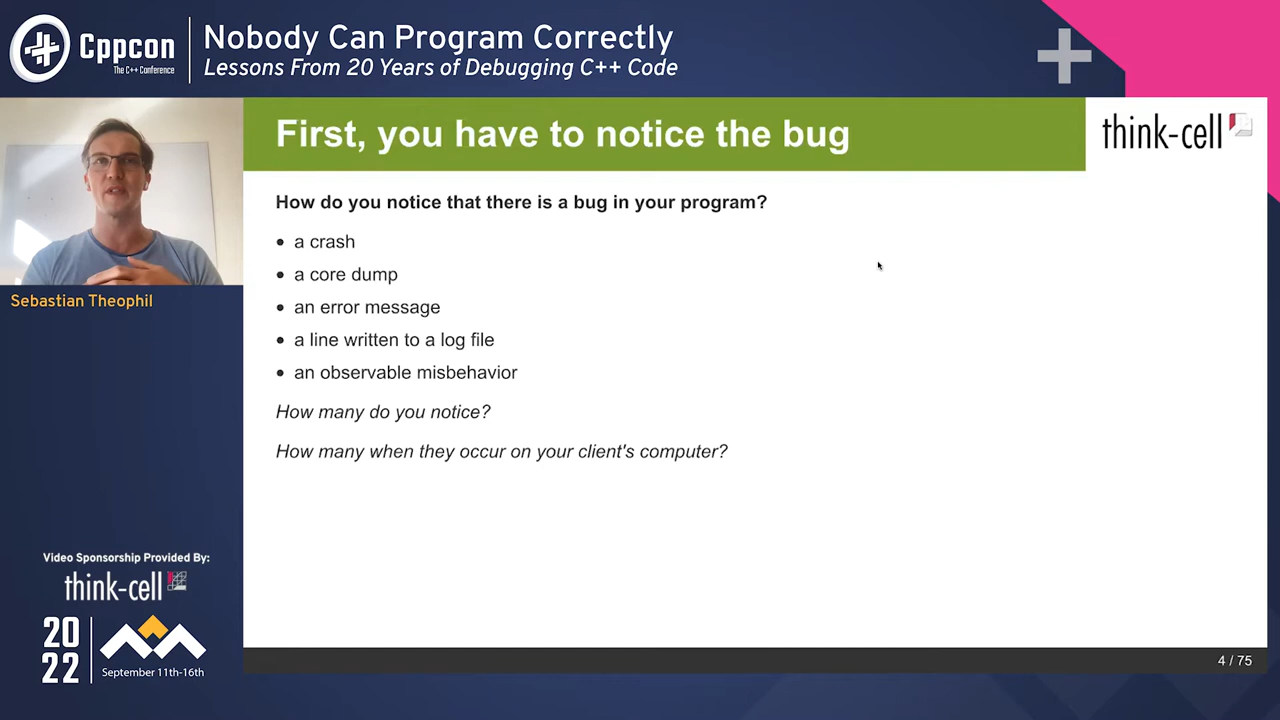 Cppcon
The C++ Conference
Nobody Can Program Correctly
Lessons From 20 Years of Debugging C++ Code
First, you have to notice the bug
think-cell
How do you notice that there is a bug in your program?
• a crash
• a core dump
• an error message
• a line written to a log file
• an observable misbehavior
How many do you notice?
How many when they occur on your client's computer?
Sebastian Theophil
Video Sponsorship Provided By:
think-cell
20
22
September 11th-16th
4 / 75